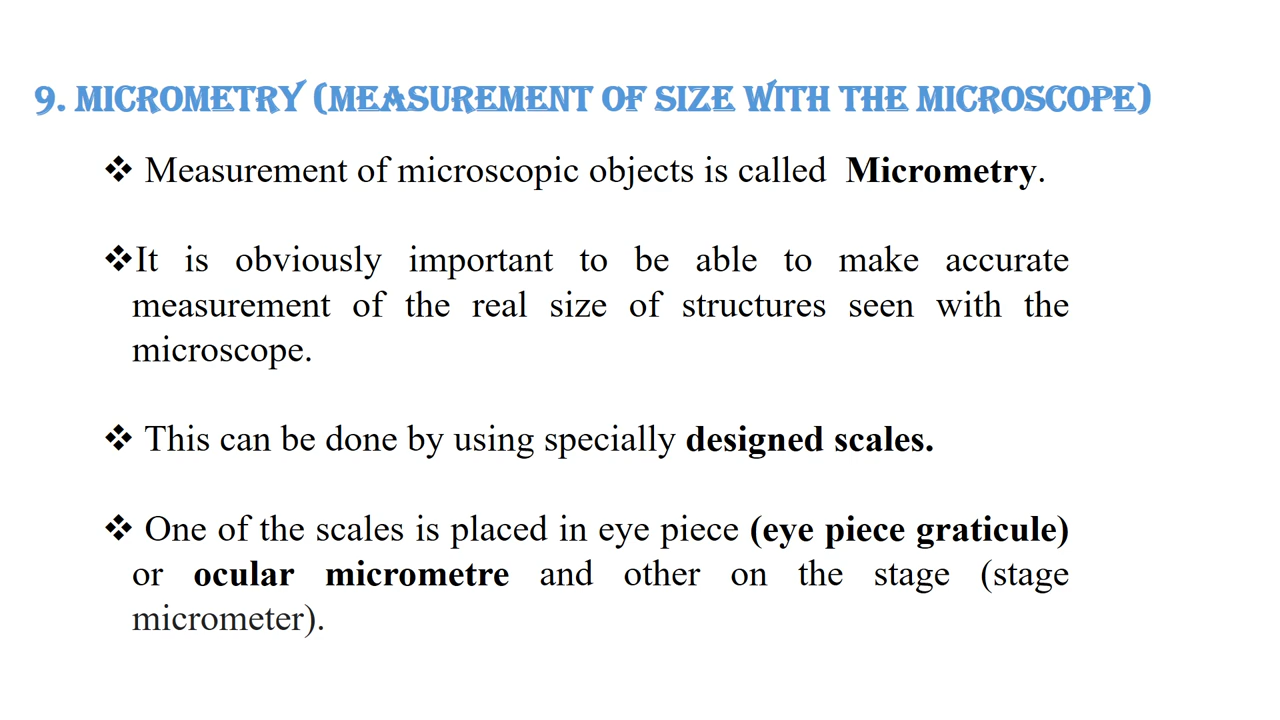 9. MICROMETRY (MEASUREMENT OF SIZE WITH THE MICROSCOPE)
❖ Measurement of microscopic objects is called Micrometry.
❖It is obviously important to be able to make accurate
measurement of the real size of structures seen with the
microscope.
❖ This can be done by using specially designed scales.
❖ One of the scales is placed in eye piece (eye piece graticule)
or ocular micrometre and other on the stage (stage
micrometer).